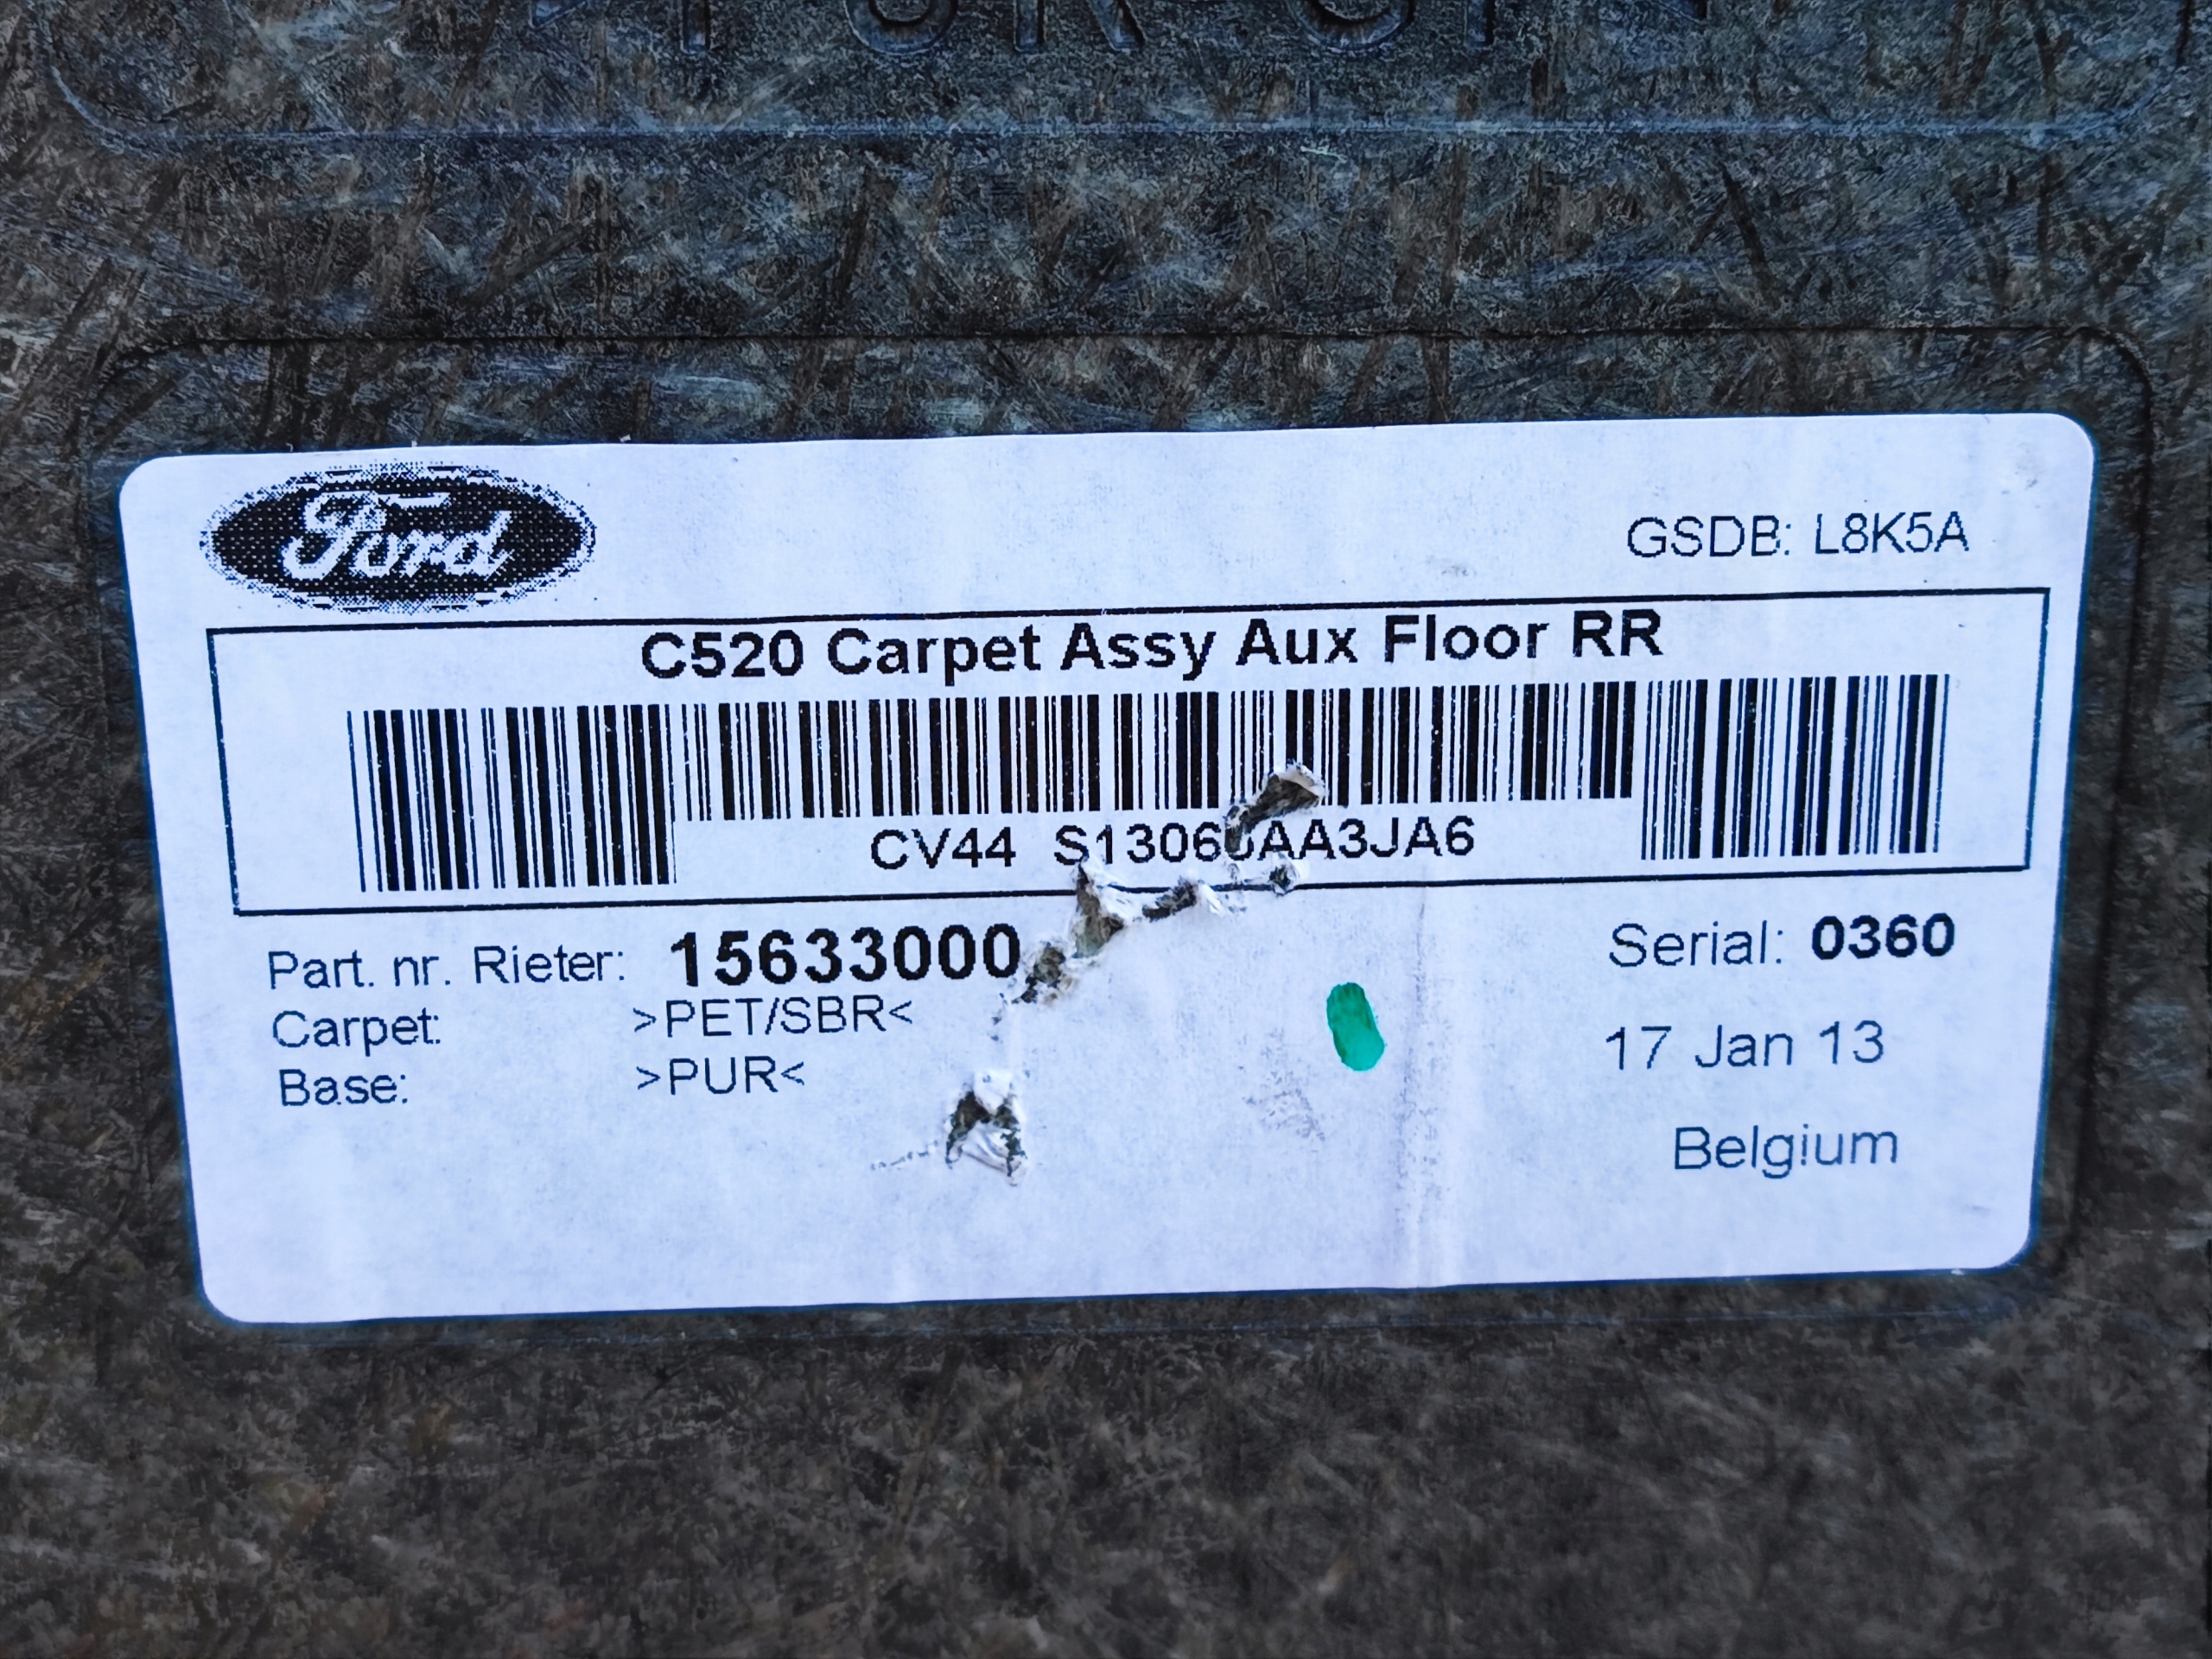 Ford
GSDB: L8K5A
C520 Carpet Assy Aux Floor RR
CV44
Part. nr. Rieter: 15633000
Serial: 0360
Carpet: >PET/SBR<
17 Jan 13
Base: >PUR<
Belgium